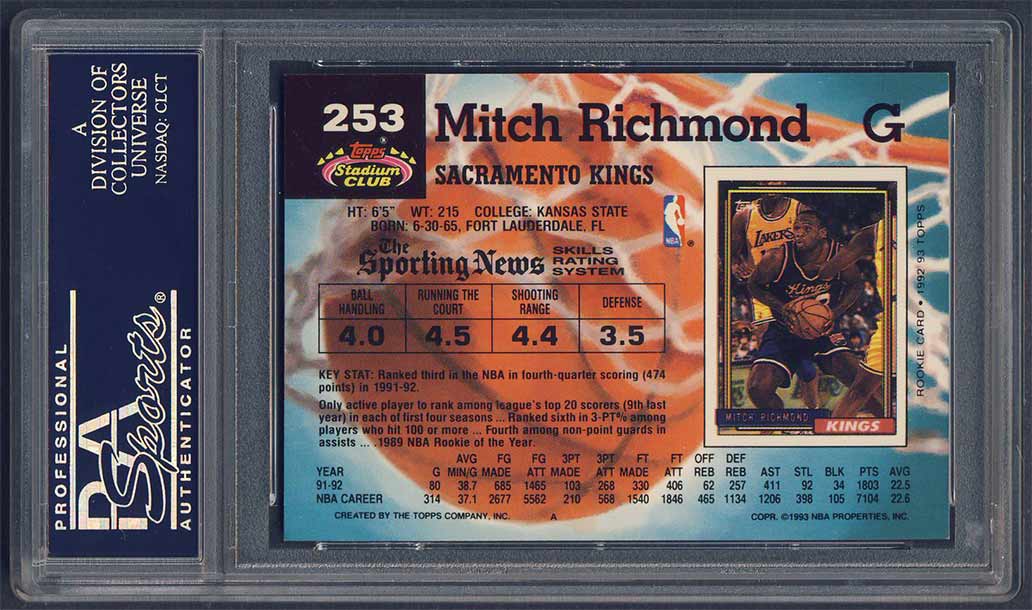 A
DIVISION OF
COLLECTORS
UNIVERSE
NASDAQ: CLCT
PROFESSIONAL
PSA
Sports®
AUTHENTICATOR
253
Topps®
Stadium
CLUB
Mitch Richmond G
SACRAMENTO KINGS
HT: 6'5" WT: 215 COLLEGE: KANSAS STATE
BORN: 6-30-65, FORT LAUDERDALE, FL
NBA ®
The
Sporting News
SKILLS
RATING
SYSTEM
BALL HANDLING RUNNING THE COURT SHOOTING RANGE DEFENSE
4.0 4.5 4.4 3.5
KEY STAT: Ranked third in the NBA in fourth-quarter scoring (474
points) in 1991-92.
Only active player to rank among league's top 20 scorers (9th last
year) in each of first four seasons ... Ranked sixth in 3-PT% among
players who hit 100 or more ... Fourth among non-point guards in
assists ... .1989 NBA Rookie of the Year.
AVG FG FG 3PT 3PT FT FT OFF DEF
YEAR G MIN/G MADE ATT MADE ATT MADE ATT REB REB AST STL BLK PTS AVG
91-92 80 38.7 685 1465 103 268 330 406 62 257 411 92 34 1803 22.5
NBA CAREER 314 37.1 2677 5562 210 568 1540 1846 465 1134 1206 398 105 7104 22.6
CREATED BY THE TOPPS COMPANY, INC. A COPR. ©1993 NBA PROPERTIES, INC.
Topps
LAKERS
Kings
MITCH RICHMOND
KINGS
ROOKIE CARD • 1992 '93 TOPPS